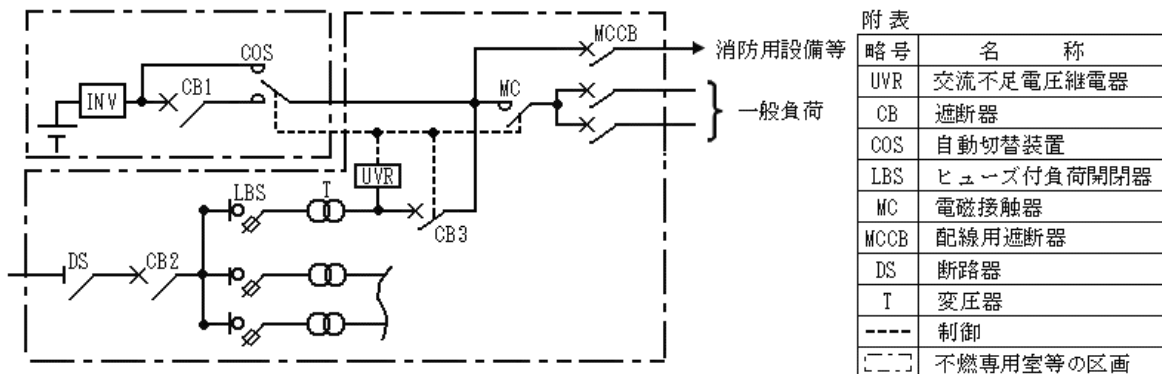 COS
CB1
INV
MCCB
消防用設備等
MC
一般負荷
UVR
LBS
T
CB3
DS
CB2
附表
略号 名称
UVR 交流不足電圧継電器
CB 遮断器
COS 自動切替装置
LBS ヒューズ付負荷開閉器
MC 電磁接触器
MCCB 配線用遮断器
DS 断路器
T 変圧器
制御
不燃専用室等の区画